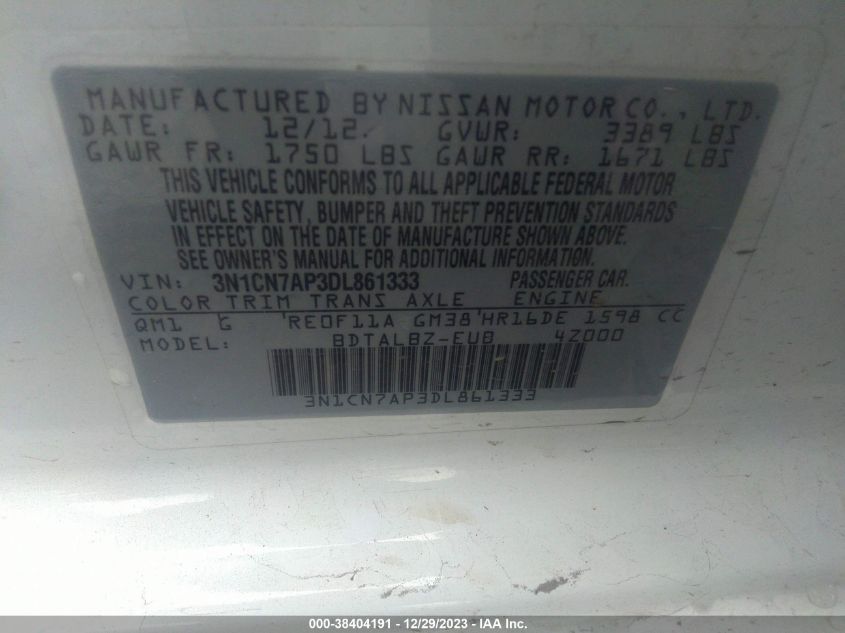 MANUFACTURED BY NISSAN MOTOR CO., LTD.
DATE: 12/12 GVWR: 3389 LBS
GAWR FR: 1750 LBS GAWR RR: 1671 LBS
THIS VEHICLE CONFORMS TO ALL APPLICABLE FEDERAL MOTOR
VEHICLE SAFETY, BUMPER AND THEFT PREVENTION STANDARDS
IN EFFECT ON THE DATE OF MANUFACTURE SHOWN ABOVE.
SEE OWNER'S MANUAL FOR ADDITIONAL INFORMATION.
VIN: 3N1CN7AP3DL861333 PASSENGER CAR.
COLOR TRIM TRANS AXLE ENGINE
QM1 G RE0F11A GM38 HR16DE 1598 CC
MODEL: BDTALBZ-EUB 4Z000
3N1CN7AP3DL861333
000-38404191 - 12/29/2023 - IAA Inc.